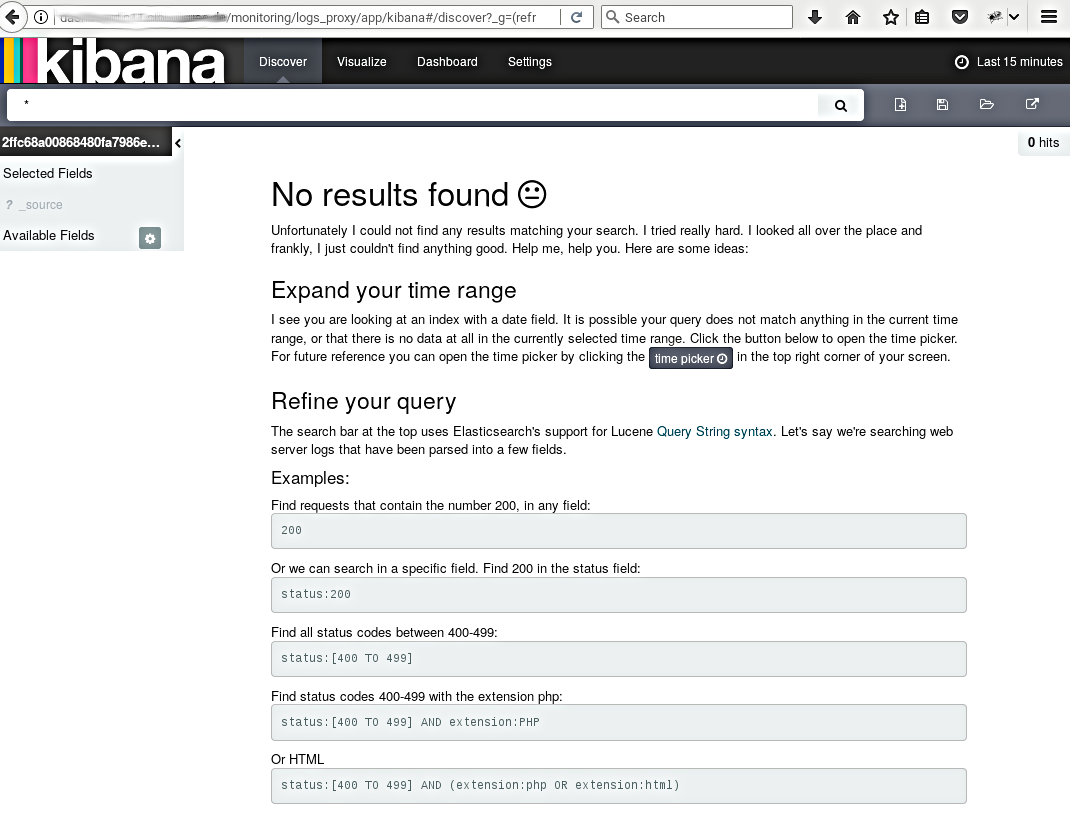 /monitoring/logs_proxy/app/kibana#/discover?_g=(refr
Search
kibana
Discover
Visualize
Dashboard
Settings
Last 15 minutes
*
2ffc68a00868480fa7986e...
0 hits
Selected Fields
? _source
Available Fields
No results found
Unfortunately I could not find any results matching your search. I tried really hard. I looked all over the place and
frankly, I just couldn't find anything good. Help me, help you. Here are some ideas:
Expand your time range
I see you are looking at an index with a date field. It is possible your query does not match anything in the current time
range, or that there is no data at all in the currently selected time range. Click the button below to open the time picker.
For future reference you can open the time picker by clicking the time picker in the top right corner of your screen.
Refine your query
The search bar at the top uses Elasticsearch's support for Lucene Query String syntax. Let's say we're searching web
server logs that have been parsed into a few fields.
Examples:
Find requests that contain the number 200, in any field:
200
Or we can search in a specific field. Find 200 in the status field:
status:200
Find all status codes between 400-499:
status:[400 TO 499]
Find status codes 400-499 with the extension php:
status:[400 TO 499] AND extension:PHP
Or HTML
status:[400 TO 499] AND (extension:php OR extension:html)